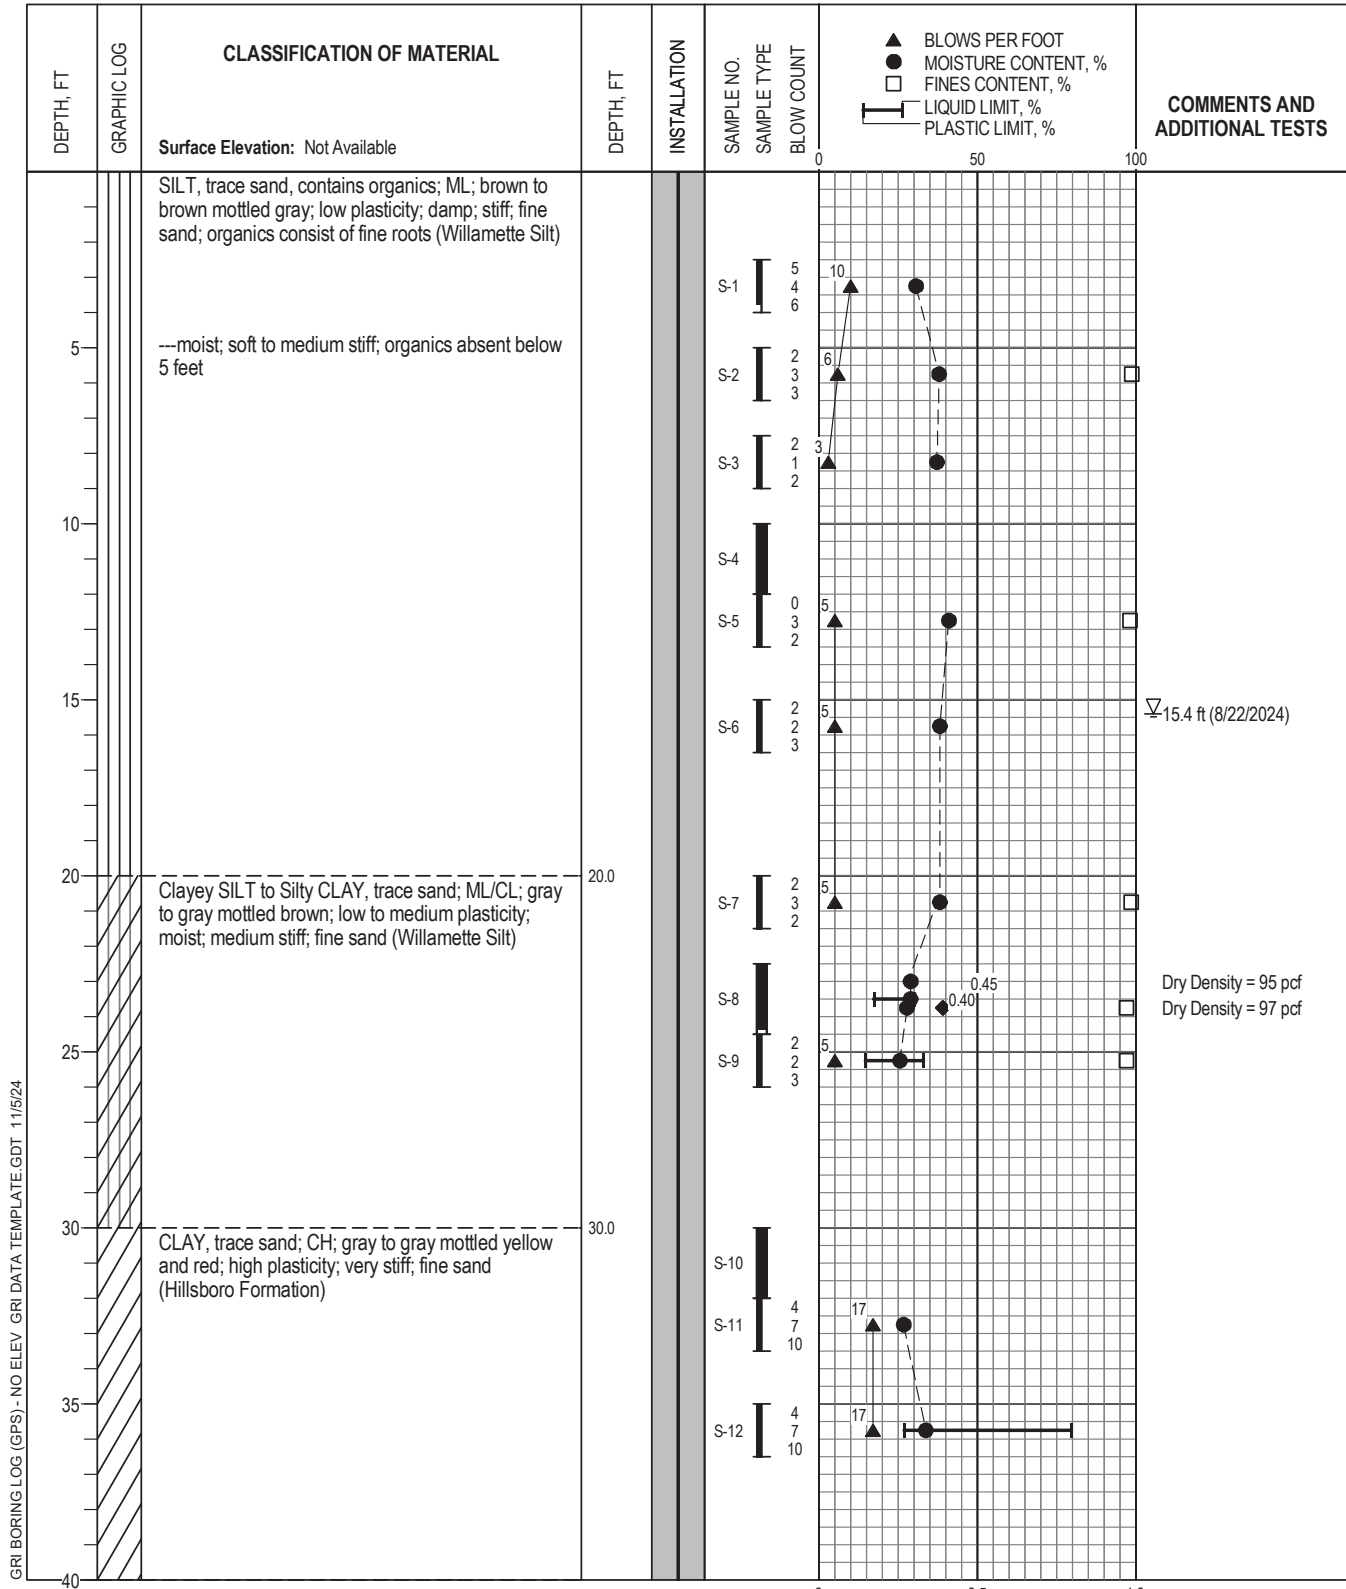 DEPTH, FT
GRAPHIC LOG
CLASSIFICATION OF MATERIAL
Surface Elevation: Not Available
DEPTH, FT
INSTALLATION
SAMPLE NO.
SAMPLE TYPE
BLOW COUNT
BLOWS PER FOOT
MOISTURE CONTENT, %
FINES CONTENT, %
LIQUID LIMIT, %
PLASTIC LIMIT, %
0 50 100
COMMENTS AND
ADDITIONAL TESTS
SILT, trace sand, contains organics; ML; brown to
brown mottled gray; low plasticity; damp; stiff; fine
sand; organics consist of fine roots (Willamette Silt)
S-1
5
4
6
10
5
---moist; soft to medium stiff; organics absent below
5 feet
S-2
2
3
3
6
S-3
2
1
2
3
10
S-4
S-5
0
3
2
5
15
S-6
2
2
3
5
15.4 ft (8/22/2024)
20
Clayey SILT to Silty CLAY, trace sand; ML/CL; gray
to gray mottled brown; low to medium plasticity;
moist; medium stiff; fine sand (Willamette Silt)
20.0
S-7
2
3
2
5
S-8
0.45
0.40
Dry Density = 95 pcf
Dry Density = 97 pcf
25
S-9
2
2
3
5
30
CLAY, trace sand; CH; gray to gray mottled yellow
and red; high plasticity; very stiff; fine sand
(Hillsboro Formation)
30.0
S-10
S-11
4
7
10
17
35
S-12
4
7
10
17
40
GRI BORING LOG (GPS) - NO ELEV GRI DATA TEMPLATE.GDT 11/5/24